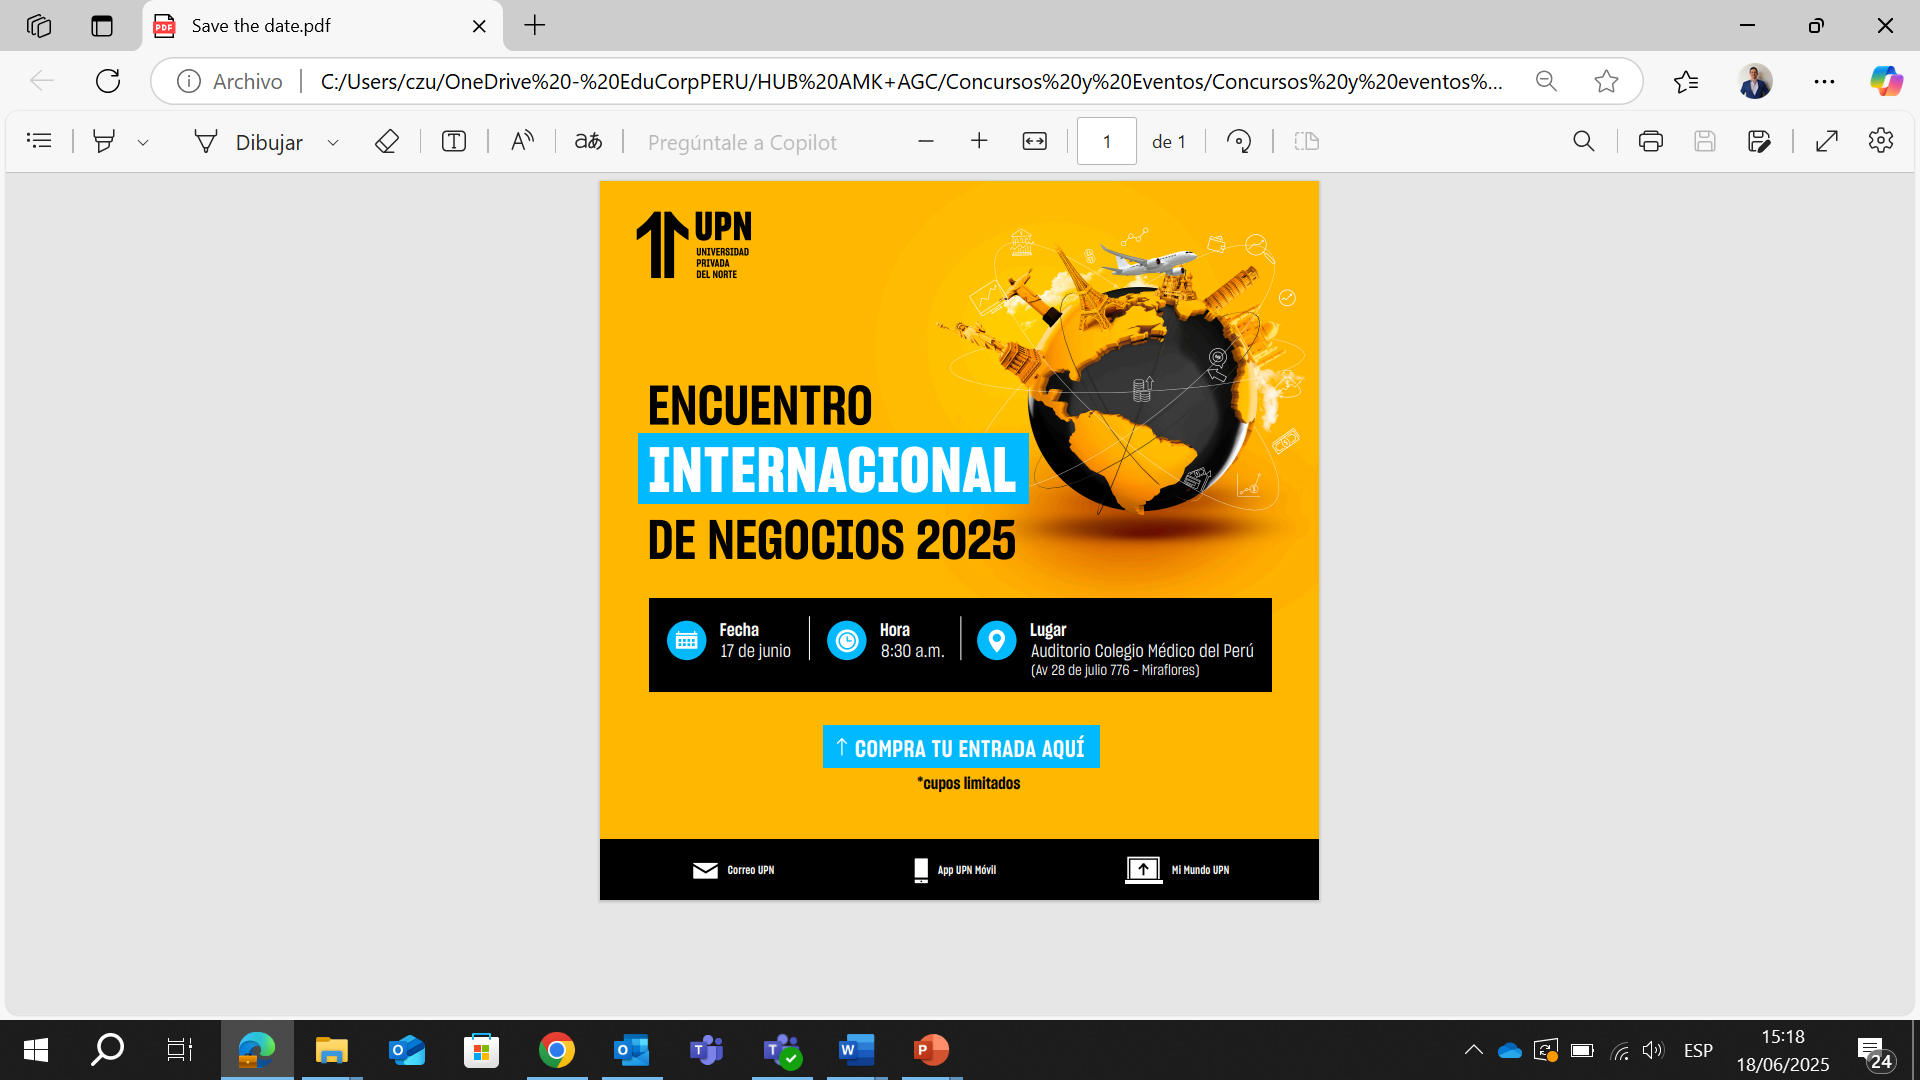 Save the date.pdf
Archivo
C:/Users/czu/OneDrive%20-%20EduCorpPERU/HUB%20AMK+AGC/Concursos%20y%20Eventos/Concursos%20y%20eventos%...
Dibujar
Pregúntale a Copilot
1
de 1
UPN
UNIVERSIDAD
PRIVADA
DEL NORTE
ENCUENTRO
INTERNACIONAL
DE NEGOCIOS 2025
Fecha
17 de junio
Hora
8:30 a.m.
Lugar
Auditorio Colegio Médico del Perú
(Av 28 de julio 776 - Miraflores)
↑ COMPRA TU ENTRADA AQUÍ
*cupos limitados
Correo UPN
App UPN Móvil
Mi Mundo UPN
ESP
15:18
18/06/2025
24